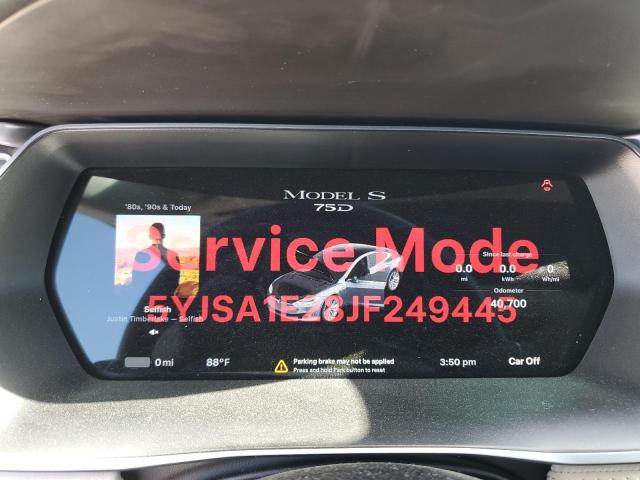 '80s, '90s & Today
MODEL S
75D
Service Mode
Since last charge
0.0 0.0 0
mi kWh Wh/mi
Odometer
40,700
5YJSA1E28JF249445
Selfish
Justin Timberlake — Selfish
0 mi
88°F
Parking brake may not be applied
Press and hold Park button to reset
3:50 pm
Car Off